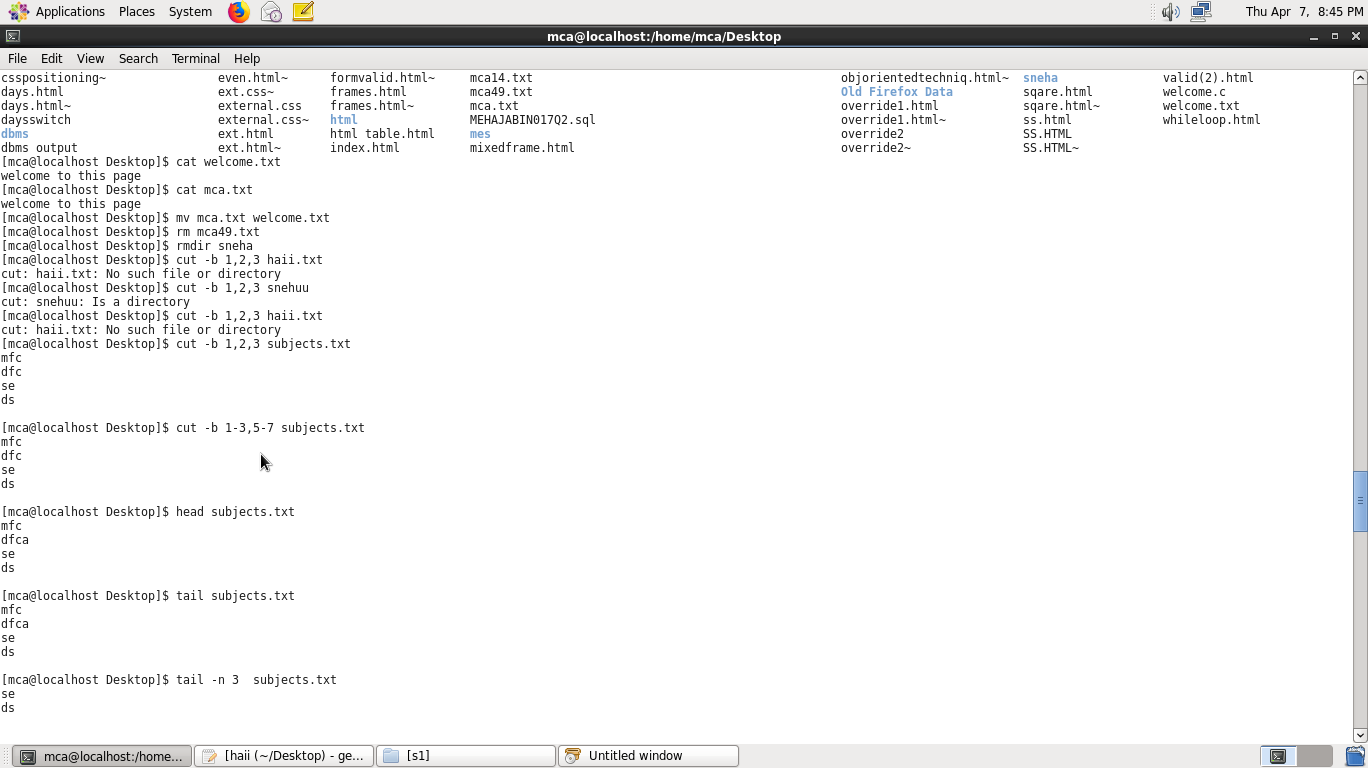 Applications Places System Thu Apr 7, 8:45 PM
mca@localhost:/home/mca/Desktop
File Edit View Search Terminal Help
csspositioning~ even.html~ formvalid.html~ mca14.txt objorientedtechniq.html~ sneha valid(2).html
days.html ext.css~ frames.html mca49.txt Old Firefox Data sqare.html welcome.c
days.html~ external.css frames.html~ mca.txt override1.html sqare.html~ welcome.txt
daysswitch external.css~ html MEHAJABIN017Q2.sql override1.html~ ss.html whileloop.html
dbms ext.html html table.html mes override2 SS.HTML
dbms output ext.html~ index.html mixedframe.html override2~ SS.HTML~
[mca@localhost Desktop]$ cat welcome.txt
welcome to this page
[mca@localhost Desktop]$ cat mca.txt
welcome to this page
[mca@localhost Desktop]$ mv mca.txt welcome.txt
[mca@localhost Desktop]$ rm mca49.txt
[mca@localhost Desktop]$ rmdir sneha
[mca@localhost Desktop]$ cut -b 1,2,3 haii.txt
cut: haii.txt: No such file or directory
[mca@localhost Desktop]$ cut -b 1,2,3 snehuu
cut: snehuu: Is a directory
[mca@localhost Desktop]$ cut -b 1,2,3 haii.txt
cut: haii.txt: No such file or directory
[mca@localhost Desktop]$ cut -b 1,2,3 subjects.txt
mfc
dfc
se
ds
[mca@localhost Desktop]$ cut -b 1-3,5-7 subjects.txt
mfc
dfc
se
ds
[mca@localhost Desktop]$ head subjects.txt
mfc
dfca
se
ds
[mca@localhost Desktop]$ tail subjects.txt
mfc
dfca
se
ds
[mca@localhost Desktop]$ tail -n 3  subjects.txt
se
ds
mca@localhost:/home... [haii (~/Desktop) - ge... [s1] Untitled window